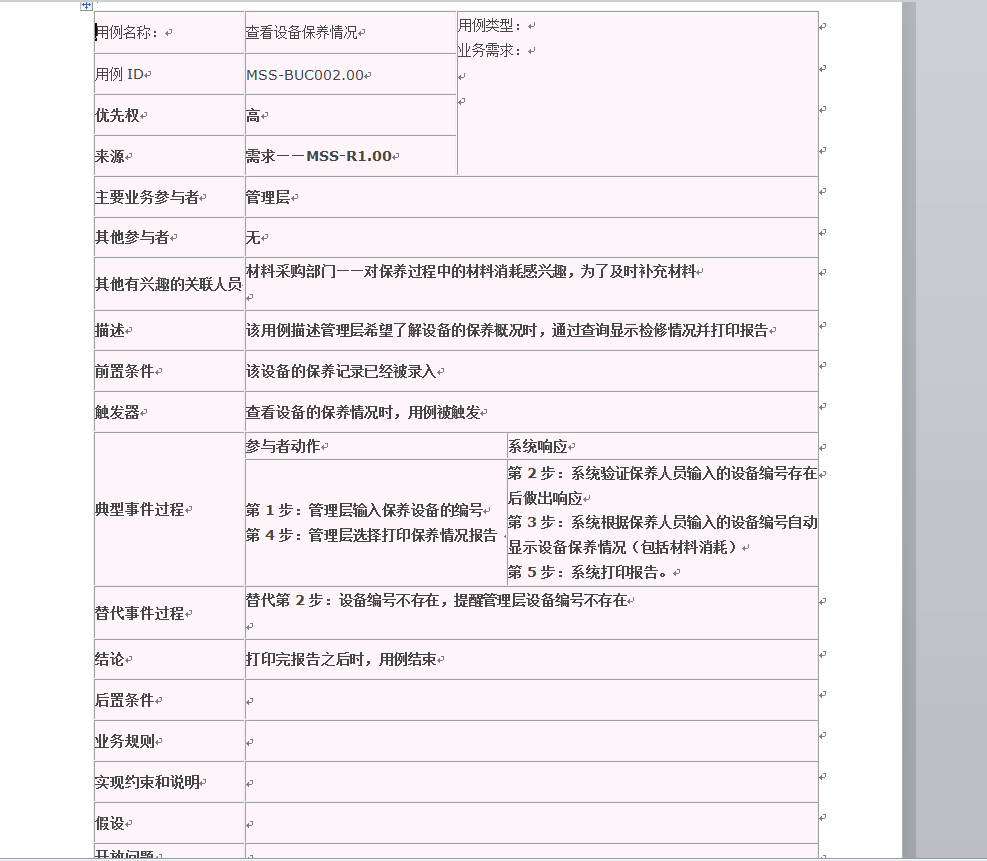 用例名称：
查看设备保养情况
用例类型：
业务需求：
用例 ID
MSS-BUC002.00
优先权
高
来源
需求——MSS-R1.00
主要业务参与者
管理层
其他参与者
无
其他有兴趣的关联人员
材料采购部门——对保养过程中的材料消耗感兴趣，为了及时补充材料
描述
该用例描述管理层希望了解设备的保养概况时，通过查询显示检修情况并打印报告
前置条件
该设备的保养记录已经被录入
触发器
查看设备的保养情况时，用例被触发
典型事件过程
参与者动作
系统响应
第 1 步：管理层输入保养设备的编号
第 4 步：管理层选择打印保养情况报告
第 2 步：系统验证保养人员输入的设备编号存在
后做出响应
第 3 步：系统根据保养人员输入的设备编号自动
显示设备保养情况（包括材料消耗）
第 5 步：系统打印报告。
替代事件过程
替代第 2 步：设备编号不存在，提醒管理层设备编号不存在
结论
打印完报告之后时，用例结束
后置条件
业务规则
实现约束和说明
假设
开放问题